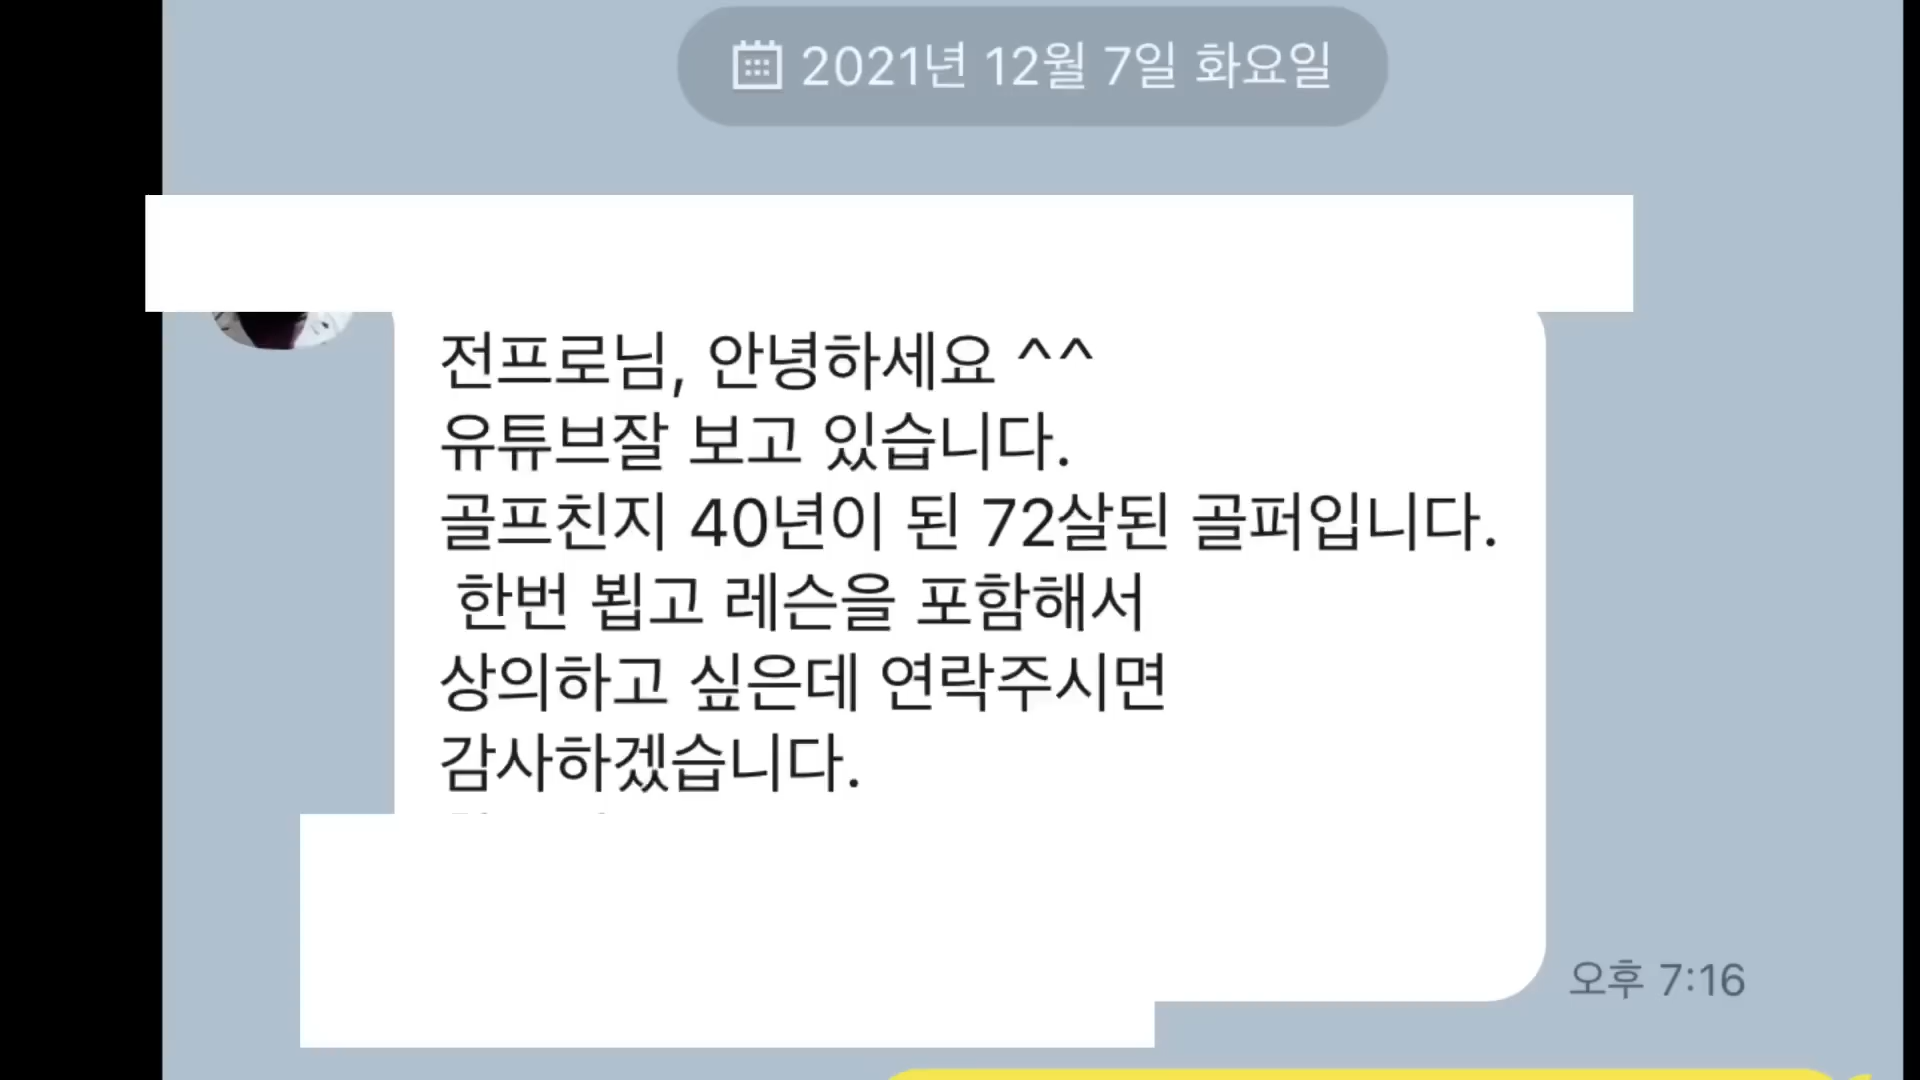 2021년 12월 7일 화요일
전프로님, 안녕하세요 ^^
유튜브잘 보고 있습니다.
골프친지 40년이 된 72살된 골퍼입니다.
한번 뵙고 레슨을 포함해서
상의하고 싶은데 연락주시면
감사하겠습니다.
오후 7:16